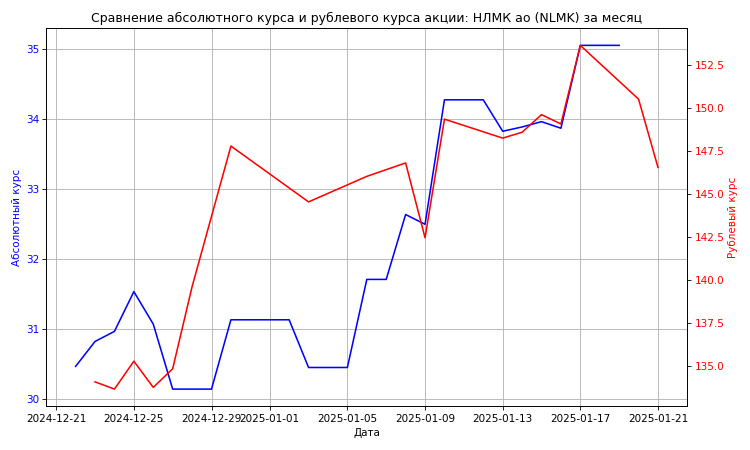 Сравнение абсолютного курса и рублевого курса акции: НЛМК ао (NLMK) за месяц
35
34
33
32
31
30
Абсолютный курс
152.5
150.0
147.5
145.0
142.5
140.0
137.5
135.0
Рублевый курс
2024-12-21 2024-12-25 2024-12-29 2025-01-01 2025-01-05 2025-01-09 2025-01-13 2025-01-17 2025-01-21
Дата